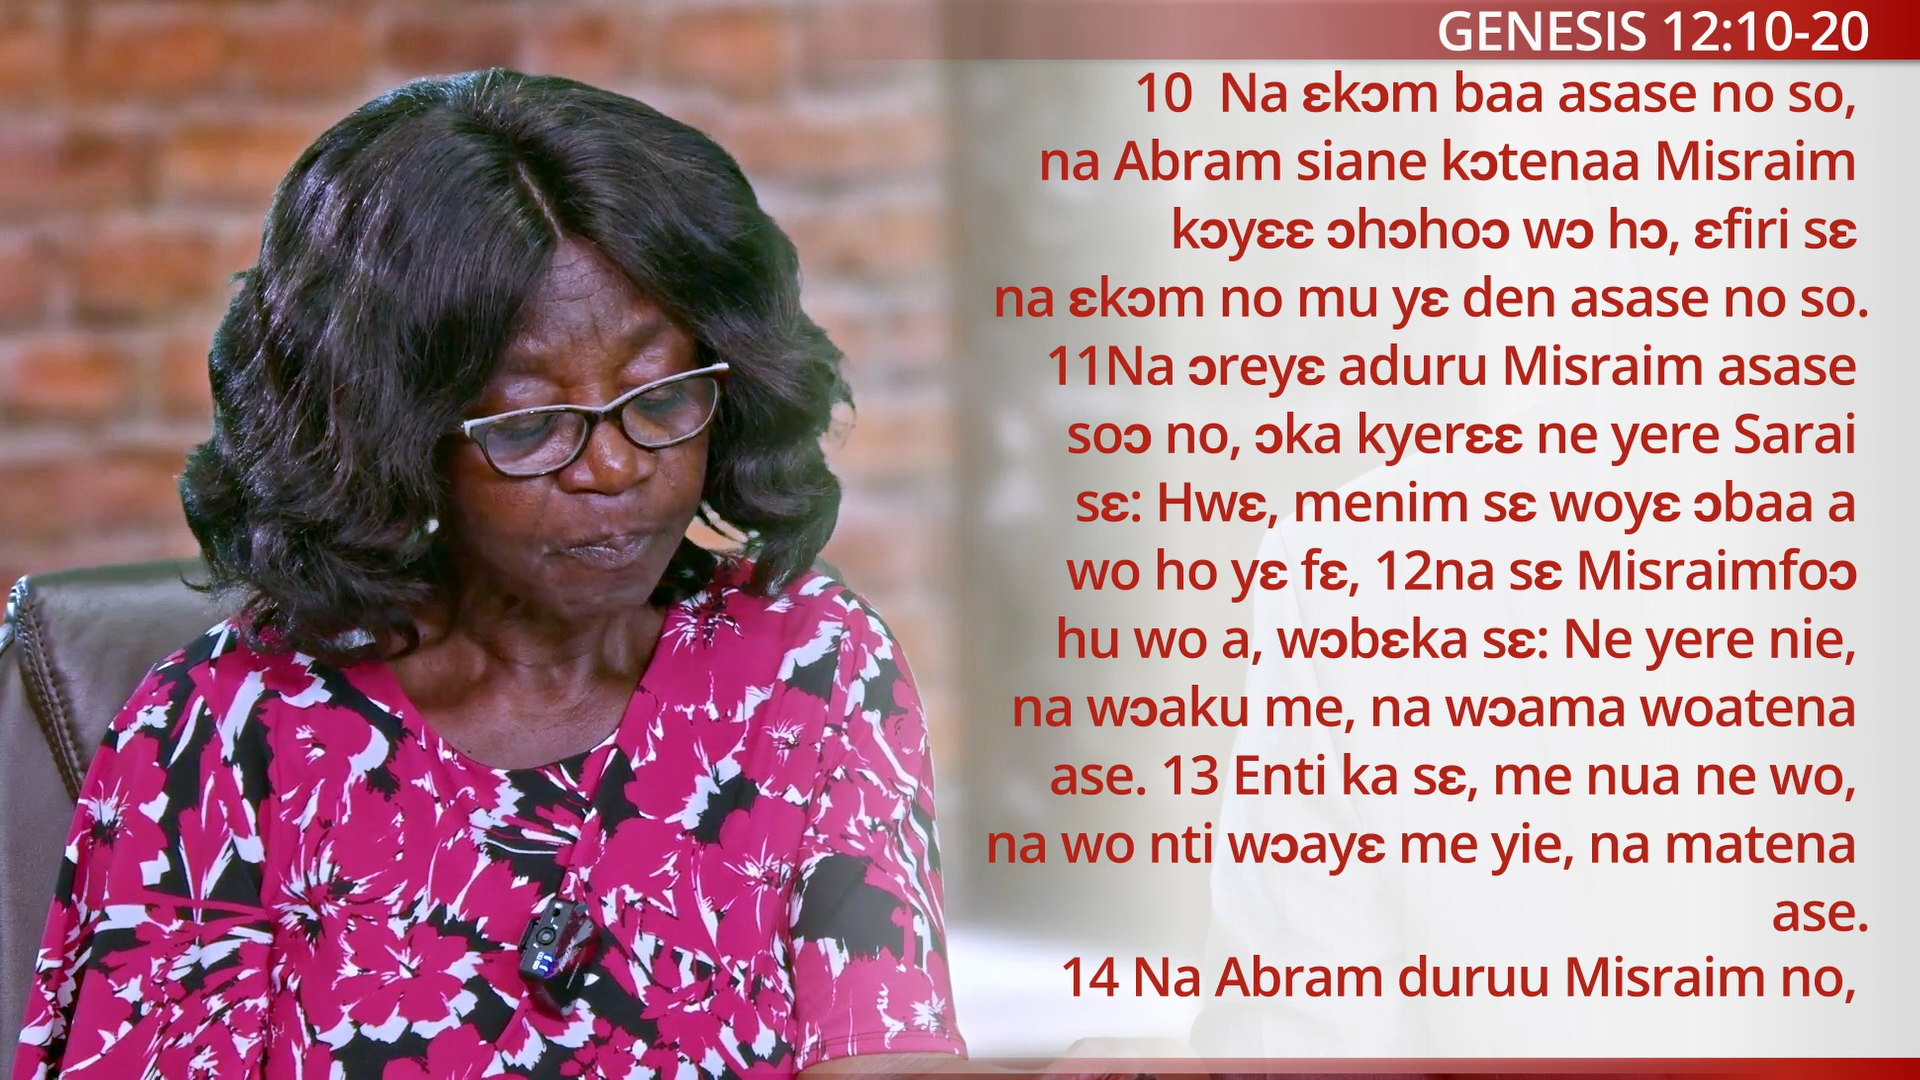 GENESIS 12:10-20
10 Na ɛkɔm baa asase no so,
na Abram siane kɔtenaa Misraim
kɔyɛɛ ɔhɔhoɔ wɔ hɔ, ɛfiri sɛ
na ɛkɔm no mu yɛ den asase no so.
11Na ɔreyɛ aduru Misraim asase
soɔ no, ɔka kyerɛɛ ne yere Sarai
sɛ: Hwɛ, menim sɛ woyɛ ɔbaa a
wo ho yɛ fɛ, 12na sɛ Misraimfoɔ
hu wo a, wɔbɛka sɛ: Ne yere nie,
na wɔaku me, na wɔama woatena
ase. 13 Enti ka sɛ, me nua ne wo,
na wo nti wɔayɛ me yie, na matena
ase.
14 Na Abram duruu Misraim no,